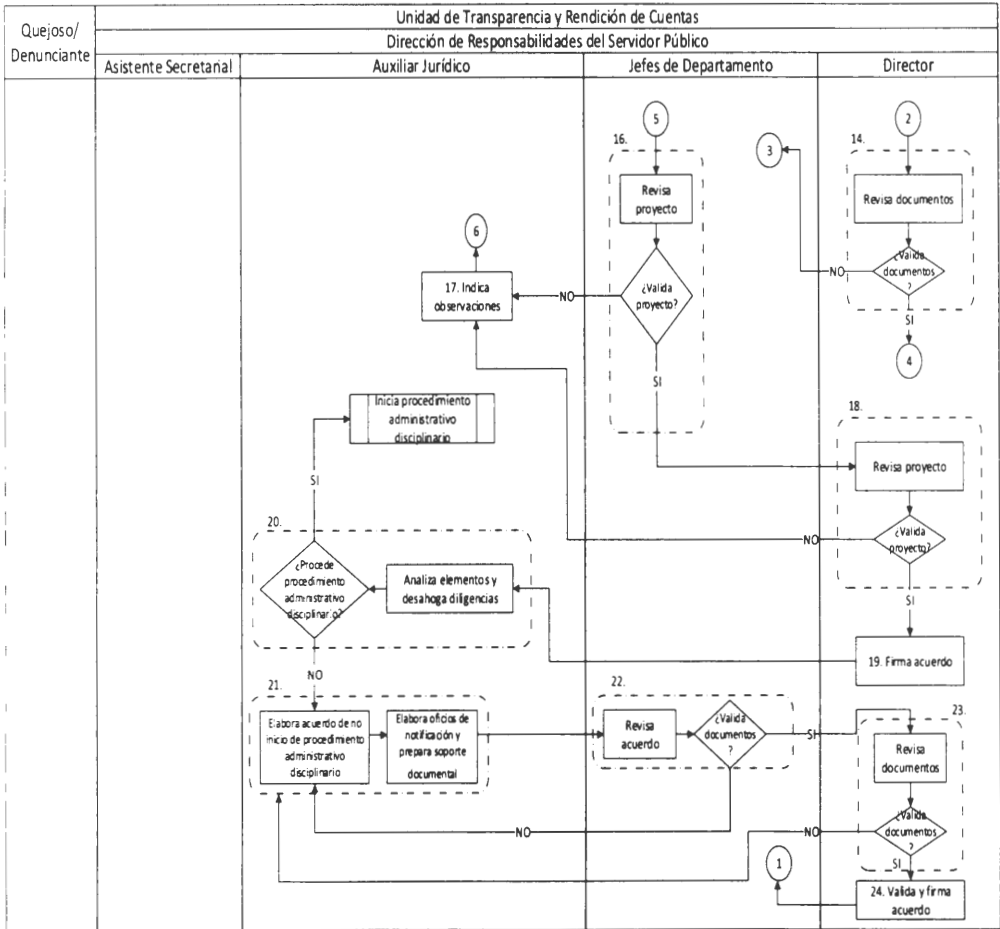 Quejoso/
Denunciante
Unidad de Transparencia y Rendición de Cuentas
Dirección de Responsabilidades del Servidor Público
Asistente Secretarial
Auxiliar Jurídico
Jefes de Departamento
Director
5
16.
Revisa
proyecto
¿Valida
proyecto?
NO
SI
3
2
14.
Revisa documentos
¿Valida
documentos
?
NO
SI
4
6
17. Indica
observaciones
Inicia procedimiento
administrativo
disciplinario
SI
18.
Revisa proyecto
¿Valida
proyecto?
NO
SI
19. Firma acuerdo
20.
¿Procede
procedimiento
administrativo
disciplinario?
Analiza elementos y
desahoga diligencias
NO
21.
Elabora acuerdo de no
inicio de procedimiento
administrativo
disciplinario
Elabora oficios de
notificación y
prepara soporte
documental
22.
Revisa
acuerdo
¿Valida
documentos
?
SI
NO
23.
Revisa
documentos
¿Valida
documentos
?
NO
SI
1
24. Valida y firma
acuerdo